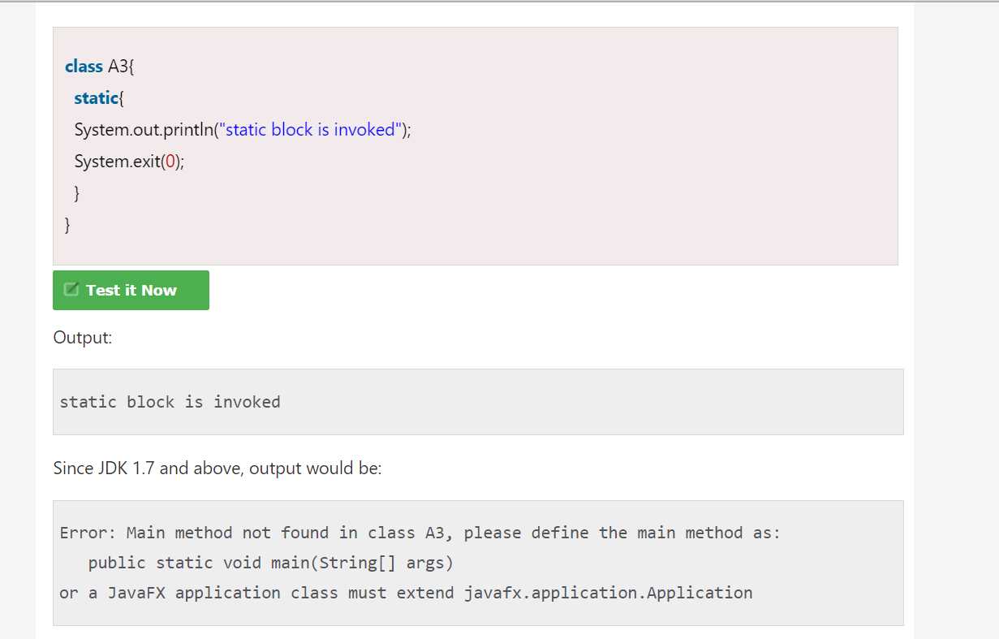 class A3{
static{
System.out.println("static block is invoked");
System.exit(0);
}
}
Test it Now
Output:
static block is invoked
Since JDK 1.7 and above, output would be:
Error: Main method not found in class A3, please define the main method as:
public static void main(String[] args)
or a JavaFX application class must extend javafx.application.Application